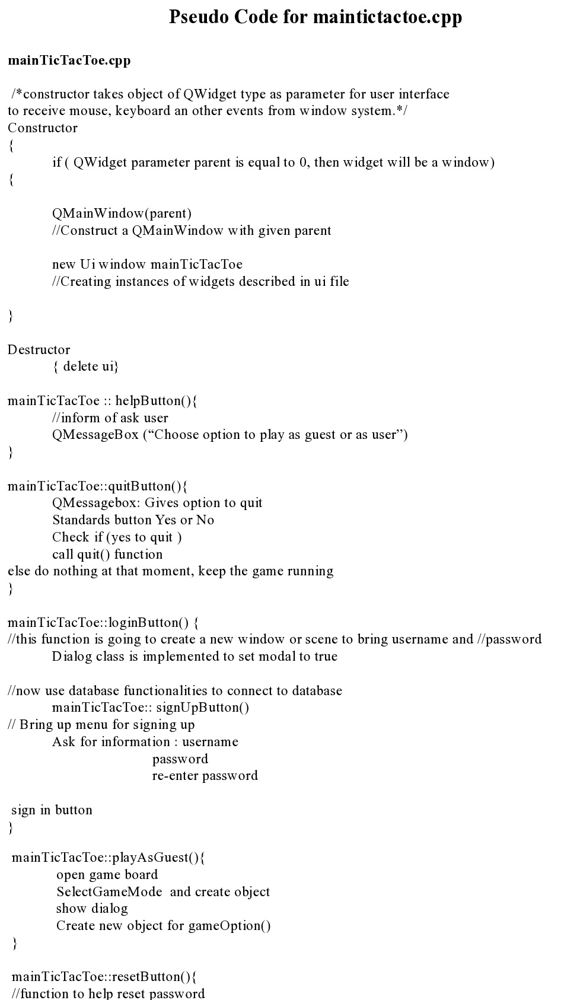 Pseudo Code for maintictactoe.cpp
mainTicTacToe.cpp
/*constructor takes object of QWidget type as parameter for user interface
to receive mouse, keyboard an other events from window system.*/
Constructor
{
if ( QWidget parameter parent is equal to 0, then widget will be a window)
{
QMainWindow(parent)
//Construct a QMainWindow with given parent
new Ui window mainTicTacToe
//Creating instances of widgets described in ui file
}
Destructor
{ delete ui}
mainTicTacToe :: helpButton(){
//inform of ask user
QMessageBox (“Choose option to play as guest or as user”)
}
mainTicTacToe::quitButton(){
QMessagebox: Gives option to quit
Standards button Yes or No
Check if (yes to quit )
call quit() function
else do nothing at that moment, keep the game running
}
mainTicTacToe::loginButton() {
//this function is going to create a new window or scene to bring username and //password
Dialog class is implemented to set modal to true
//now use database functionalities to connect to database
mainTicTacToe:: signUpButton()
// Bring up menu for signing up
Ask for information : username
password
re-enter password
sign in button
}
mainTicTacToe::playAsGuest(){
open game board
SelectGameMode  and create object
show dialog
Create new object for gameOption()
}
mainTicTacToe::resetButton(){
//function to help reset password